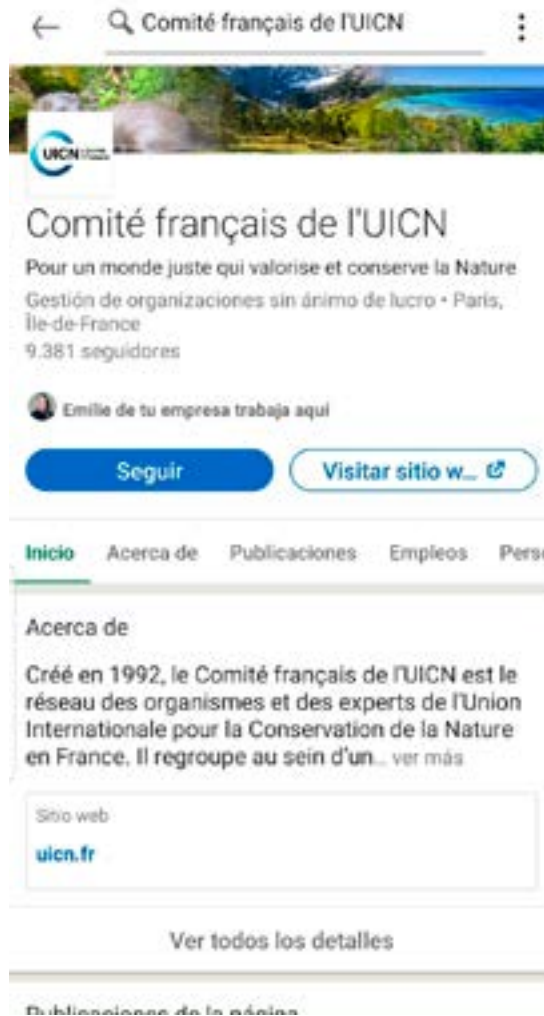 Comité français de l'UICN
UICN
Comité français de l'UICN
Pour un monde juste qui valorise et conserve la Nature
Gestión de organizaciones sin ánimo de lucro • París,
Île-de-France
9.381 seguidores
Emilie de tu empresa trabaja aquí
Seguir
Visitar sitio w...
Inicio Acerca de Publicaciones Empleos Pers
Acerca de
Créé en 1992, le Comité français de l'UICN est le
réseau des organismes et des experts de l'Union
Internationale pour la Conservation de la Nature
en France. Il regroupe au sein d'un... ver más
Sitio web
uicn.fr
Ver todos los detalles
Publicaciones de la página